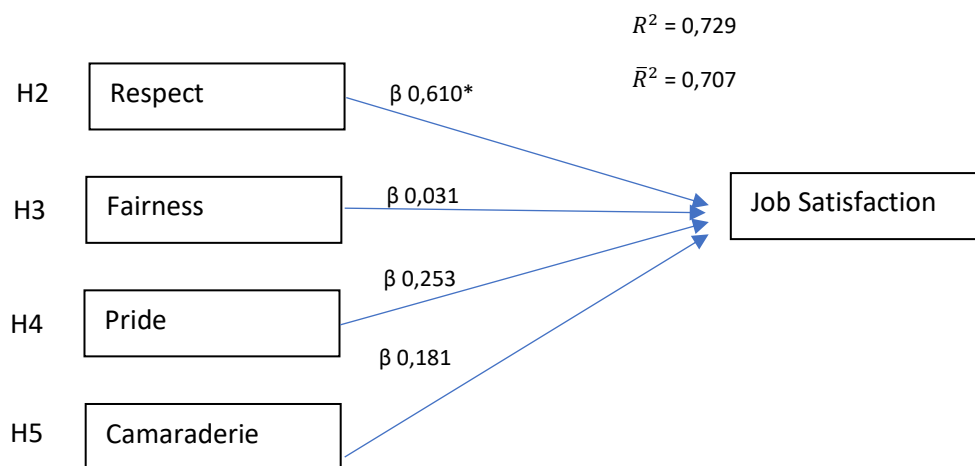 R² = 0,729
R̄² = 0,707
H2 Respect β 0,610*
H3 Fairness β 0,031 Job Satisfaction
H4 Pride β 0,253
H5 Camaraderie β 0,181